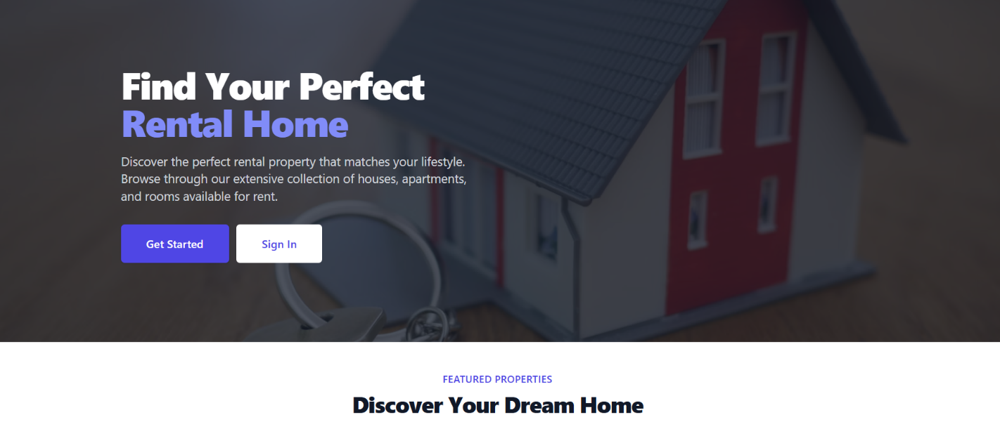 Find Your Perfect
Rental Home
Discover the perfect rental property that matches your lifestyle.
Browse through our extensive collection of houses, apartments,
and rooms available for rent.
Get Started
Sign In
FEATURED PROPERTIES
Discover Your Dream Home